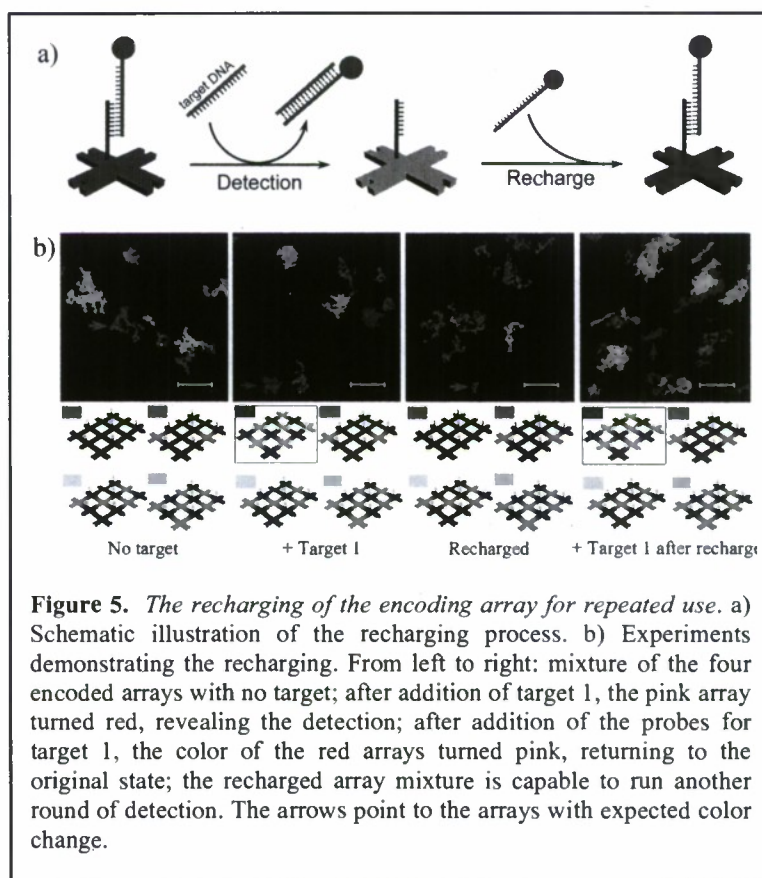 a)
target DNA
Detection
Recharge
b)
No target
+ Target 1
Recharged
+ Target 1 after recharge
Figure 5. The recharging of the encoding array for repeated use. a)
Schematic illustration of the recharging process. b) Experiments
demonstrating the recharging. From left to right: mixture of the four
encoded arrays with no target; after addition of target 1, the pink array
turned red, revealing the detection; after addition of the probes for
target 1, the color of the red arrays turned pink, returning to the
original state; the recharged array mixture is capable to run another
round of detection. The arrows point to the arrays with expected color
change.